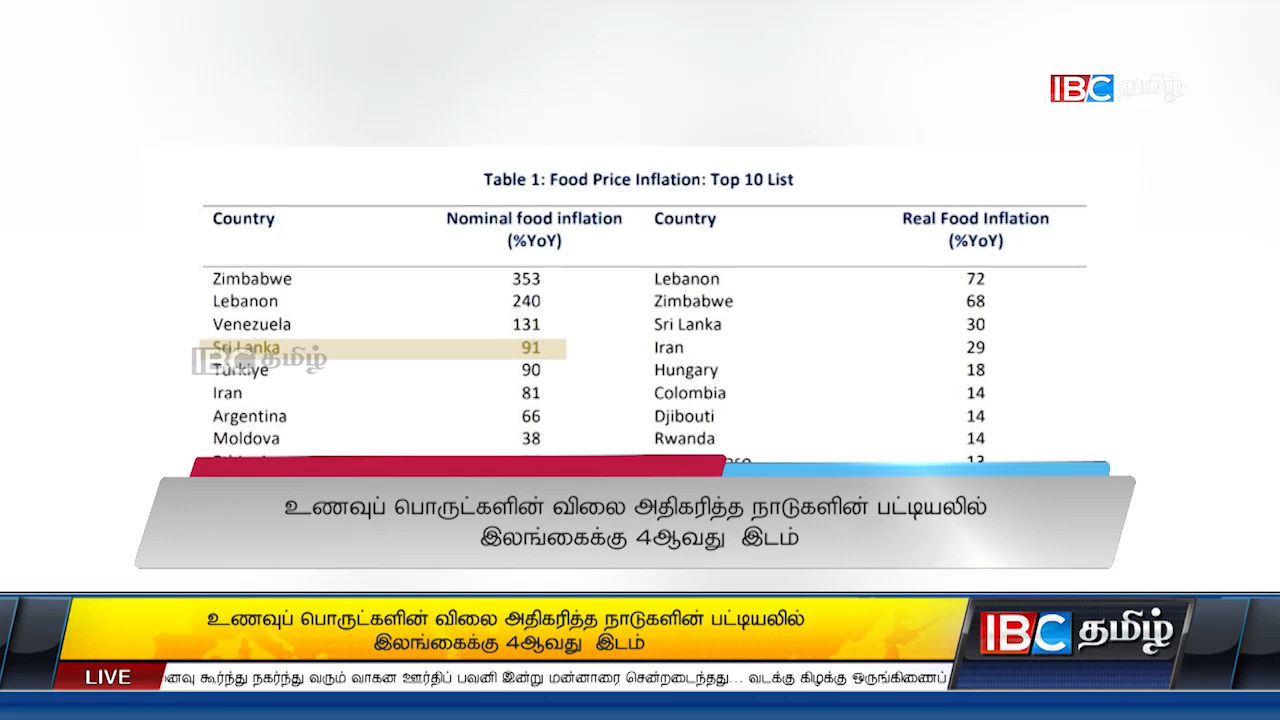 IBC தமிழ்
Table 1: Food Price Inflation: Top 10 List
Country Nominal food inflation (%YoY) Country Real Food Inflation (%YoY)
Zimbabwe 353 Lebanon 72
Lebanon 240 Zimbabwe 68
Venezuela 131 Sri Lanka 30
Sri Lanka 91 Iran 29
IBC தமிழ்
Türkiye 90 Hungary 18
Iran 81 Colombia 14
Argentina 66 Djibouti 14
Moldova 38 Rwanda 14
13
உணவுப் பொருட்களின் விலை அதிகரித்த நாடுகளின் பட்டியலில்
இலங்கைக்கு 4ஆவது இடம்
உணவுப் பொருட்களின் விலை அதிகரித்த நாடுகளின் பட்டியலில்
இலங்கைக்கு 4ஆவது இடம்
IBC தமிழ்
LIVE கூர்ந்து நகர்ந்து வரும் வாகன ஊர்திப் பவனி இன்று மன்னாரை சென்றடைந்தது... வடக்கு கிழக்கு ஒருங்கிணைப்